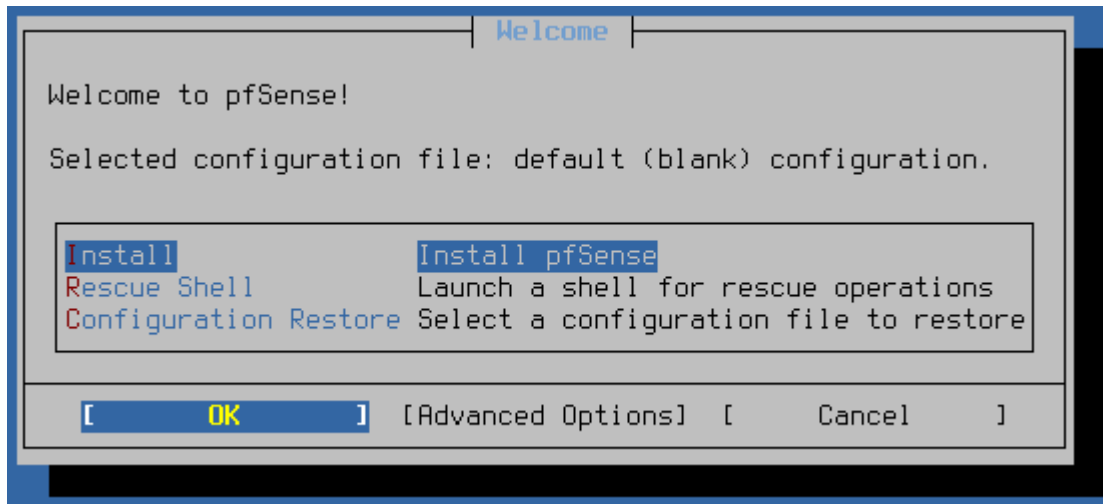 Welcome
Welcome to pfSense!
Selected configuration file: default (blank) configuration.
Install Install pfSense
Rescue Shell Launch a shell for rescue operations
Configuration Restore Select a configuration file to restore
[ OK ] [Advanced Options] [ Cancel ]